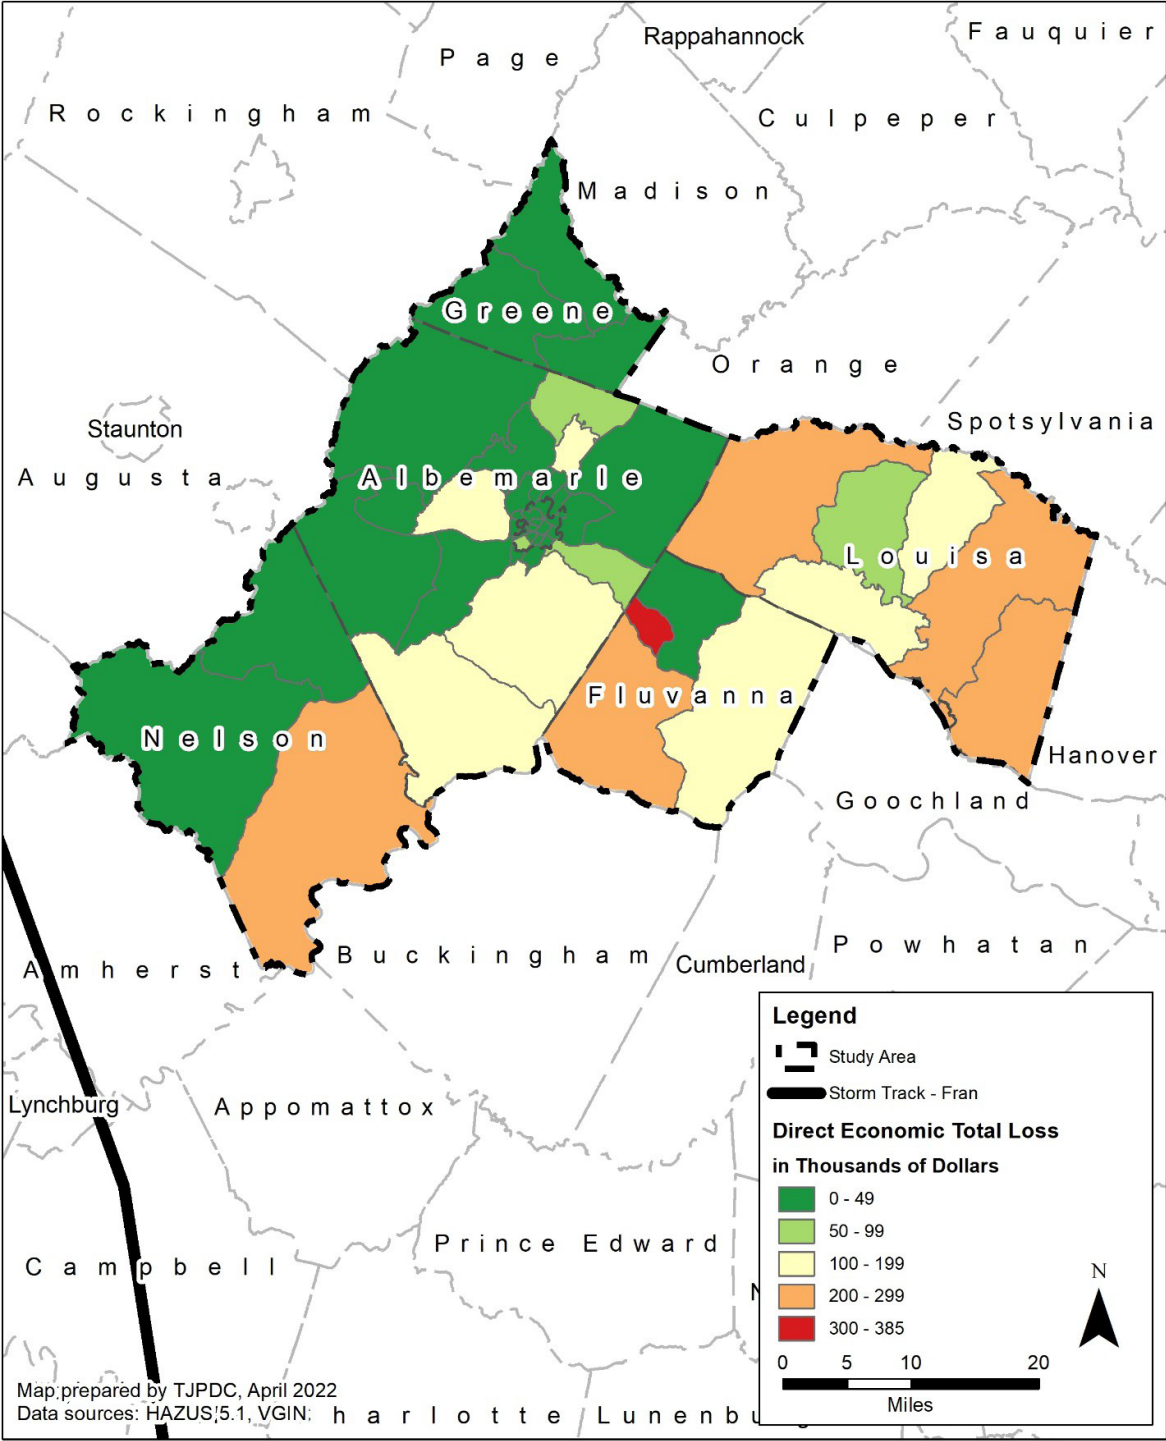 Rappahannock
Fauquier
Page
Rockingham
Culpeper
Madison
Greene
Orange
Staunton
Spotsylvania
Augusta
Albemarle
Louisa
Fluvanna
Nelson
Hanover
Goochland
Buckingham
Powhatan
Amherst
Cumberland
Legend
Study Area
Storm Track - Fran
Direct Economic Total Loss
in Thousands of Dollars
0 - 49
50 - 99
100 - 199
200 - 299
300 - 385
N
0 5 10 20
Miles
Lynchburg
Appomattox
Prince Edward
Campbell
N
Map prepared by TJPDC, April 2022
Data sources: HAZUS 5.1, VGIN
harlotte Lunenbu